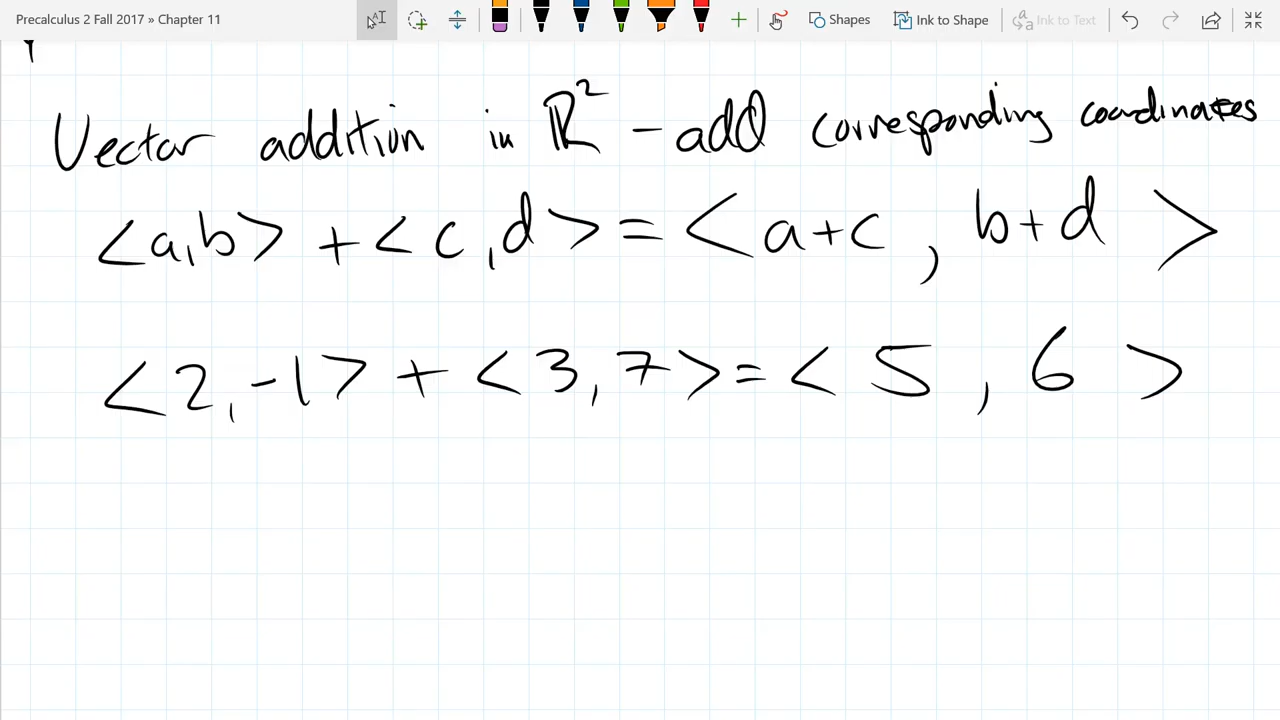 Precalculus 2 Fall 2017 » Chapter 11
Shapes
Ink to Shape
Ink to Text
Vector addition in ℝ² - add corresponding coordinates
<a,b> + <c,d> = <a+c, b+d>
<2,-1> + <3,7> = <5, 6>